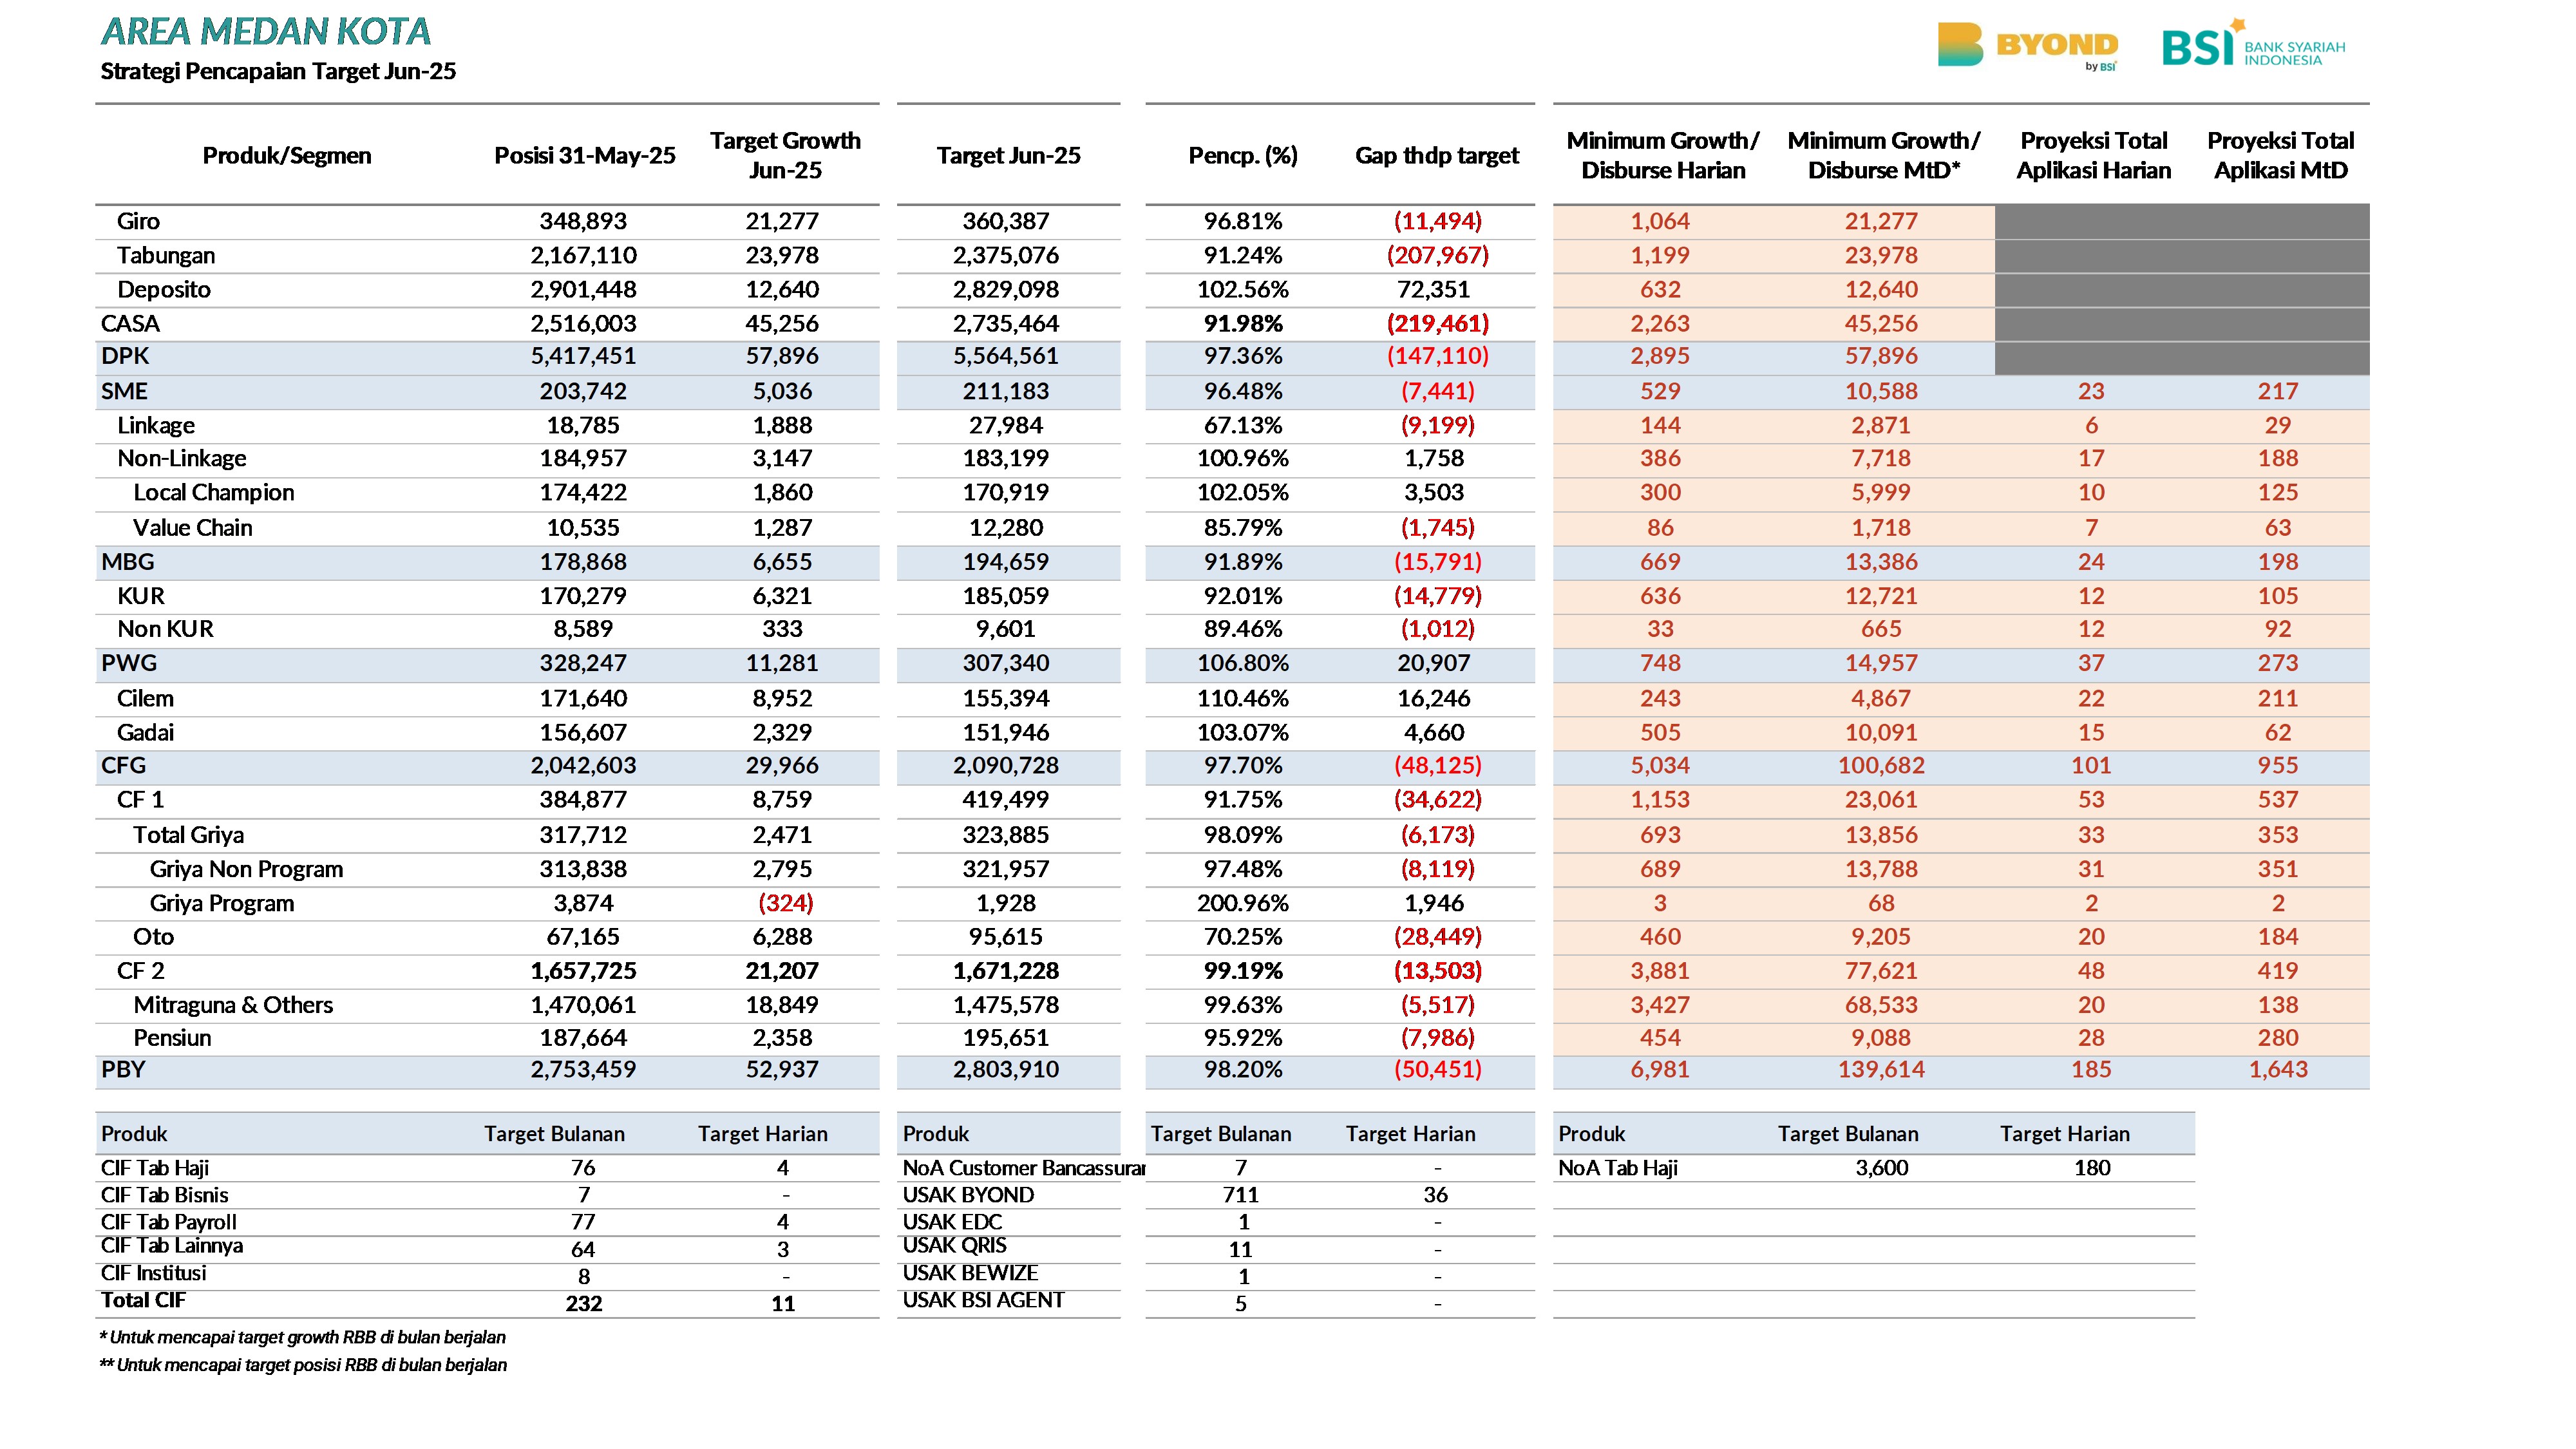 AREA MEDAN KOTA
Strategi Pencapaian Target Jun-25
BYOND
by BSI
BSI BANK SYARIAH
INDONESIA
Produk/Segmen Posisi 31-May-25 Target Growth Jun-25 Target Jun-25 Pencp. (%) Gap thdp target Minimum Growth/ Disburse Harian Minimum Growth/ Disburse MtD* Proyeksi Total Aplikasi Harian Proyeksi Total Aplikasi MtD
Giro 348,893 21,277 360,387 96.81% (11,494) 1,064 21,277
Tabungan 2,167,110 23,978 2,375,076 91.24% (207,967) 1,199 23,978
Deposito 2,901,448 12,640 2,829,098 102.56% 72,351 632 12,640
CASA 2,516,003 45,256 2,735,464 91.98% (219,461) 2,263 45,256
DPK 5,417,451 57,896 5,564,561 97.36% (147,110) 2,895 57,896
SME 203,742 5,036 211,183 96.48% (7,441) 529 10,588 23 217
Linkage 18,785 1,888 27,984 67.13% (9,199) 144 2,871 6 29
Non-Linkage 184,957 3,147 183,199 100.96% 1,758 386 7,718 17 188
Local Champion 174,422 1,860 170,919 102.05% 3,503 300 5,999 10 125
Value Chain 10,535 1,287 12,280 85.79% (1,745) 86 1,718 7 63
MBG 178,868 6,655 194,659 91.89% (15,791) 669 13,386 24 198
KUR 170,279 6,321 185,059 92.01% (14,779) 636 12,721 12 105
Non KUR 8,589 333 9,601 89.46% (1,012) 33 665 12 92
PWG 328,247 11,281 307,340 106.80% 20,907 748 14,957 37 273
Cilem 171,640 8,952 155,394 110.46% 16,246 243 4,867 22 211
Gadai 156,607 2,329 151,946 103.07% 4,660 505 10,091 15 62
CFG 2,042,603 29,966 2,090,728 97.70% (48,125) 5,034 100,682 101 955
CF 1 384,877 8,759 419,499 91.75% (34,622) 1,153 23,061 53 537
Total Griya 317,712 2,471 323,885 98.09% (6,173) 693 13,856 33 353
Griya Non Program 313,838 2,795 321,957 97.48% (8,119) 689 13,788 31 351
Griya Program 3,874 (324) 1,928 200.96% 1,946 3 68 2 2
Oto 67,165 6,288 95,615 70.25% (28,449) 460 9,205 20 184
CF 2 1,657,725 21,207 1,671,228 99.19% (13,503) 3,881 77,621 48 419
Mitraguna & Others 1,470,061 18,849 1,475,578 99.63% (5,517) 3,427 68,533 20 138
Pensiun 187,664 2,358 195,651 95.92% (7,986) 454 9,088 28 280
PBY 2,753,459 52,937 2,803,910 98.20% (50,451) 6,981 139,614 185 1,643
Produk Target Bulanan Target Harian Produk Target Bulanan Target Harian Produk Target Bulanan Target Harian
CIF Tab Haji 76 4 NoA Customer Bancassuran 7 - NoA Tab Haji 3,600 180
CIF Tab Bisnis 7 - USAK BYOND 711 36
CIF Tab Payroll 77 4 USAK EDC 1 -
CIF Tab Lainnya 64 3 USAK QRIS 11 -
CIF Institusi 8 - USAK BEWIZE 1 -
Total CIF 232 11 USAK BSI AGENT 5 -
* Untuk mencapai target growth RBB di bulan berjalan
** Untuk mencapai target posisi RBB di bulan berjalan